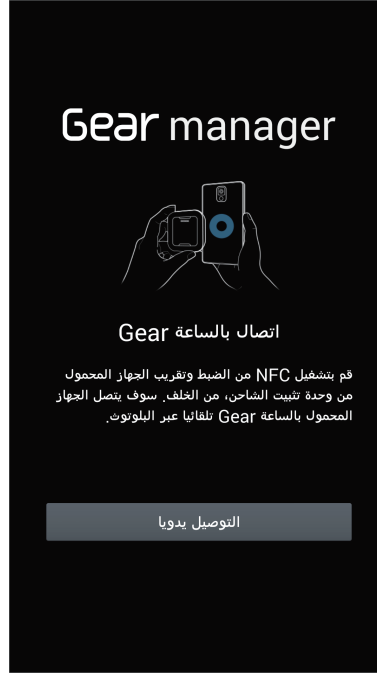 Gear manager
اتصال بالساعة Gear
قم بتشغيل NFC من الضبط وتقريب الجهاز المحمول
من وحدة تثبيت الشاحن، من الخلف. سوف يتصل الجهاز
المحمول بالساعة Gear تلقائيا عبر البلوتوث.
التوصيل يدويا